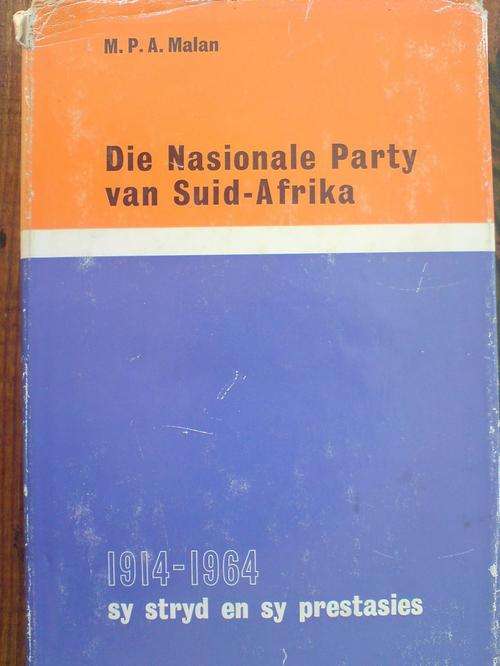 M. P. A. Malan
Die Nasionale Party
van Suid-Afrika
1914-1964
sy stryd en sy prestasies